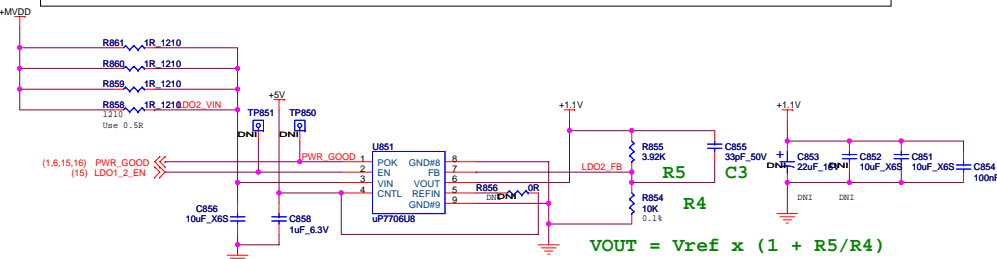 +MVDD
R861 1R_1210
R860 1R_1210
R859 1R_1210
R858 1R_1210 LDO2_VIN
1210
Use 0.5R
+5V
TP851 TP850
DNI DNI
+1.1V
+1.1V
(1,6,15,16) PWR_GOOD
(15) LDO1_2_EN
PWR_GOOD
U851
1 POK GND#8 8
2 EN FB 7
3 VIN VOUT 6
4 CNTL REFIN 5
GND#9 9
uP7706U8
LDO2_FB
R856 0R
DNI
R855
3.92K
R5
C855
33pF_50V
C3
R854
10K
0.1%
R4
C856
10uF_X6S
C858
1uF_6.3V
+
DNI
C853
22uF_16V
DNI
DNI
C852
10uF_X6S
DNI
C851
10uF_X6S
C854
100nF
VOUT = Vref x (1 + R5/R4)